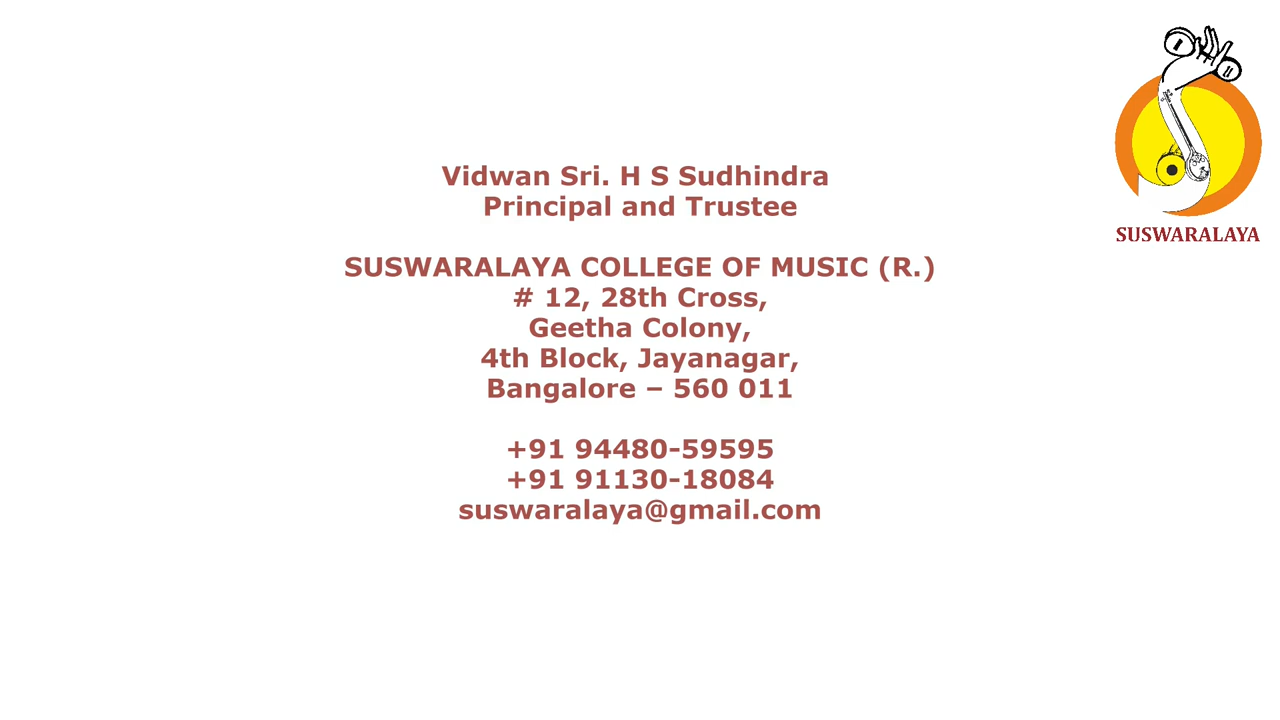 Vidwan Sri. H S Sudhindra
Principal and Trustee
SUSWARALAYA
SUSWARALAYA COLLEGE OF MUSIC (R.)
# 12, 28th Cross,
Geetha Colony,
4th Block, Jayanagar,
Bangalore – 560 011
+91 94480-59595
+91 91130-18084
suswaralaya@gmail.com